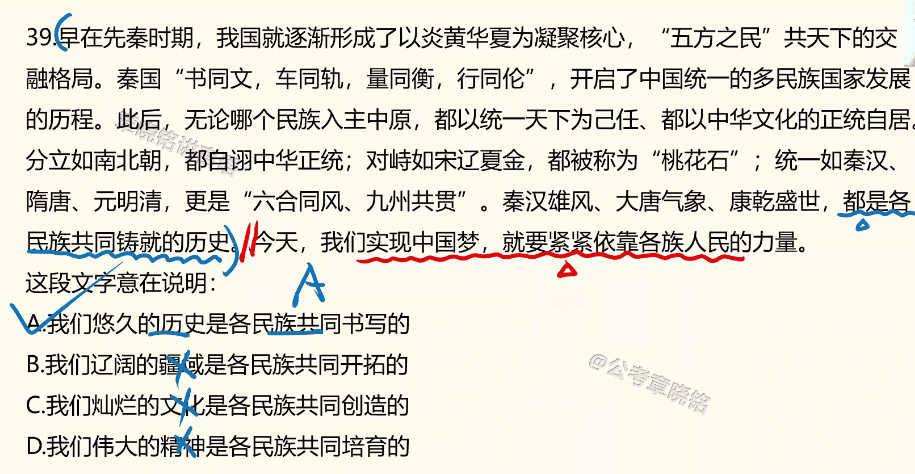 39.早在先秦时期，我国就逐渐形成了以炎黄华夏为凝聚核心，“五方之民”共天下的交
融格局。秦国“书同文，车同轨，量同衡，行同伦”，开启了中国统一的多民族国家发展
的历程。此后，无论哪个民族入主中原，都以统一天下为己任、都以中华文化的正统自居。
分立如南北朝，都自诩中华正统；对峙如宋辽夏金，都被称为“桃花石”；统一如秦汉、
隋唐、元明清，更是“六合同风、九州共贯”。秦汉雄风、大唐气象、康乾盛世，都是各
民族共同铸就的历史。今天，我们实现中国梦，就要紧紧依靠各族人民的力量。
这段文字意在说明：
A
A.我们悠久的历史是各民族共同书写的
B.我们辽阔的疆域是各民族共同开拓的
C.我们灿烂的文化是各民族共同创造的
D.我们伟大的精神是各民族共同培育的
@公考章晓铭